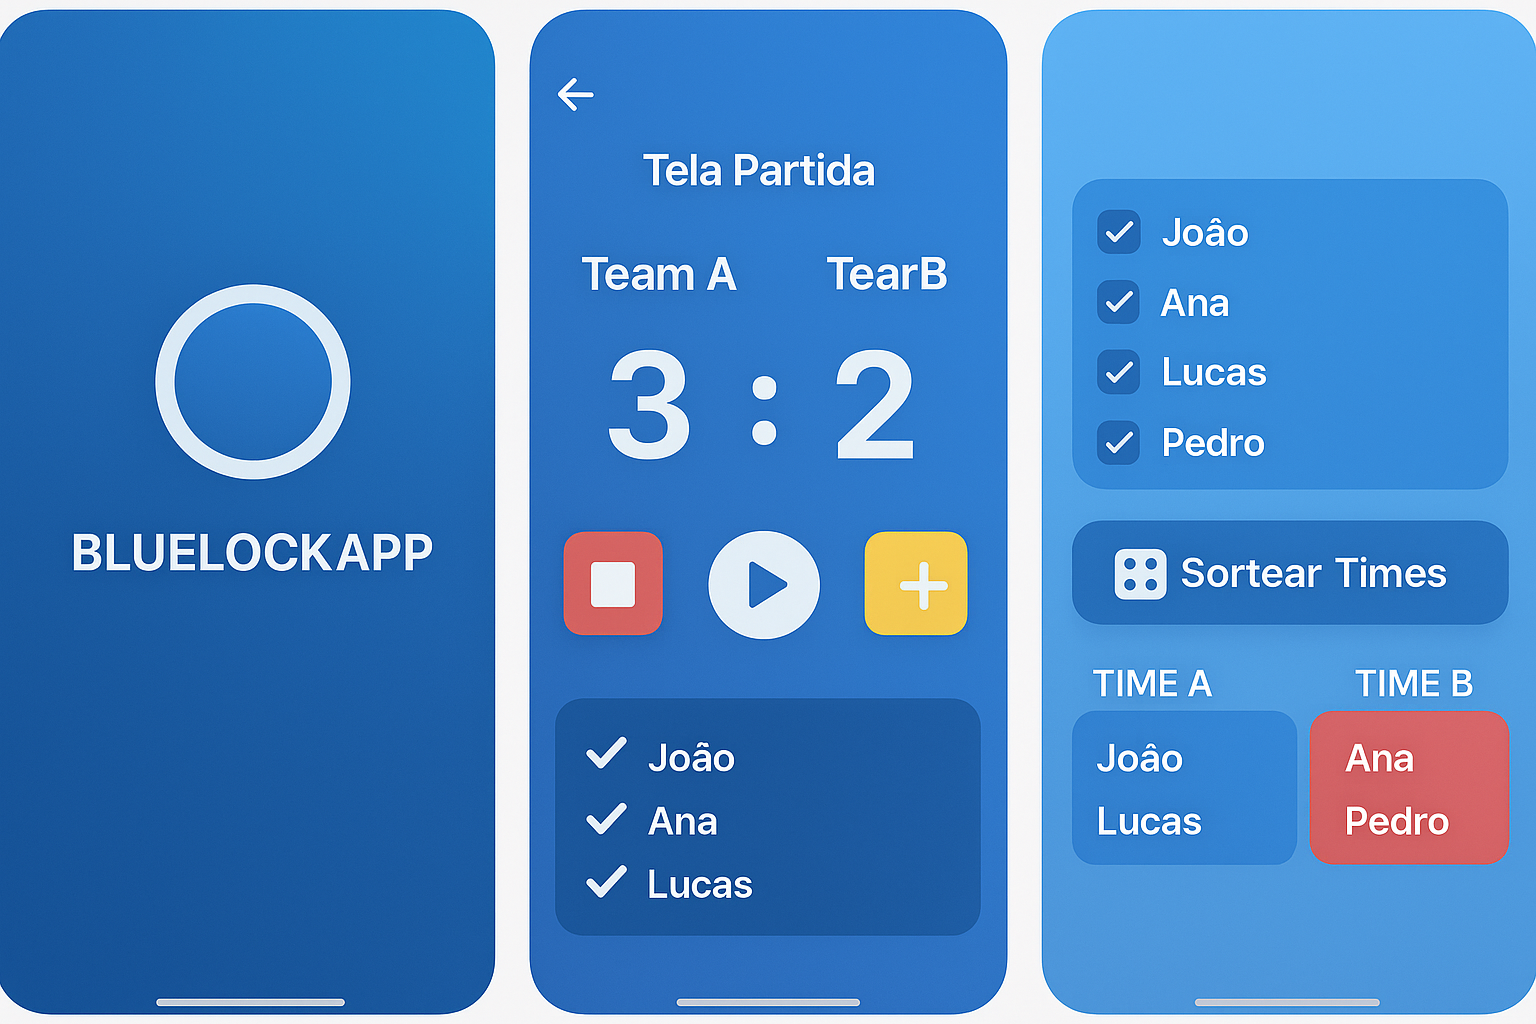 BLUELOCKAPP
Tela Partida
Team A TearB
3 : 2
Joâo
Ana
Lucas
Joâo
Ana
Lucas
Pedro
Sortear Times
TIME A TIME B
Joâo Ana
Lucas Pedro